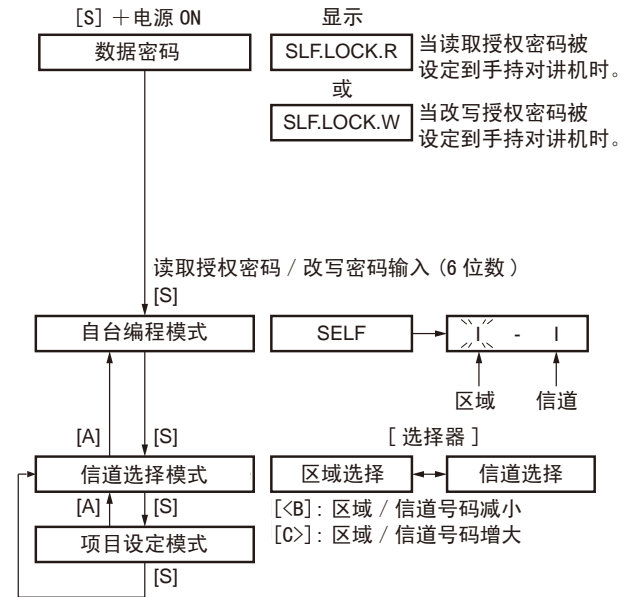 [S] ＋电源 ON
显示
数据密码
SLF.LOCK.R
当读取授权密码被
设定到手持对讲机时。
或
SLF.LOCK.W
当改写授权密码被
设定到手持对讲机时。
读取授权密码 / 改写密码输入 (6 位数 )
[S]
自台编程模式
SELF
I - I
区域
信道
[A]
[S]
[ 选择器 ]
信道选择模式
区域选择
信道选择
[A]
[S]
[<B]: 区域 / 信道号码减小
[C>]: 区域 / 信道号码增大
项目设定模式
[S]